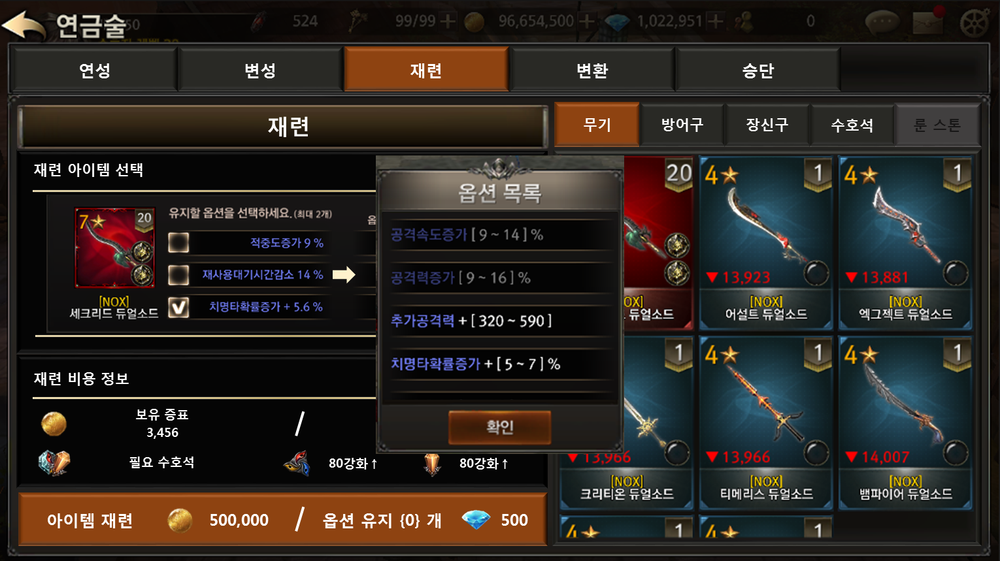 연금술
50
524
99/99
96,654,500
1,022,951
0
연성
변성
재련
변환
승단
재련
무기
방어구
장신구
수호석
룬 스톤
재련 아이템 선택
7
20
유지할 옵션을 선택하세요. (최대 2개)
옵
적중도증가 9 %
재사용대기시간감소 14 %
치명타확률증가 + 5.6 %
[NOX]
세크리드 듀얼소드
옵션 목록
공격속도증가 [ 9 ~ 14 ] %
공격력증가 [ 9 ~ 16 ] %
추가공격력 + [ 320 ~ 590 ]
치명타확률증가 + [ 5 ~ 7 ] %
확인
20
OX]
듀얼소드
4
1
▼13,923
[NOX]
어설트 듀얼소드
4
1
▼13,881
[NOX]
엑그젝트 듀얼소드
1
▼13,966
[NOX]
크리티온 듀얼소드
4
1
▼13,966
[NOX]
티메리스 듀얼소드
4
1
▼14,007
[NOX]
뱀파이어 듀얼소드
4
1
4
1
재련 비용 정보
보유 증표
3,456
/
필요 수호석
80강화↑
80강화↑
아이템 재련
500,000
/
옵션 유지 {0} 개
500